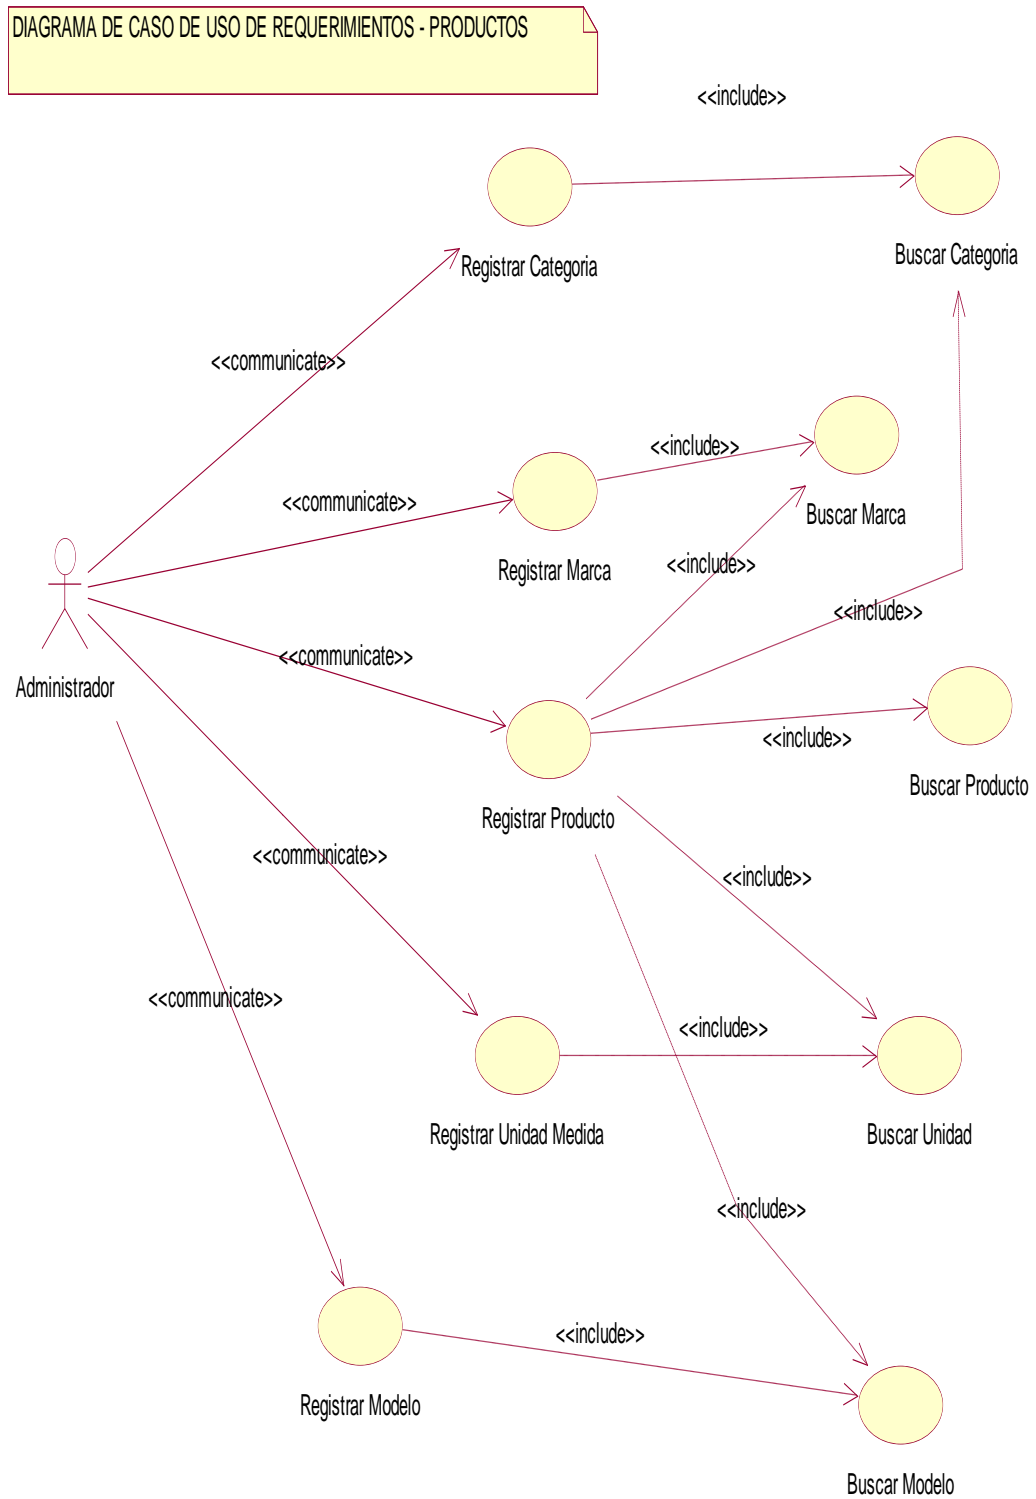 DIAGRAMA DE CASO DE USO DE REQUERIMIENTOS - PRODUCTOS
<<include>>
Registrar Categoria
Buscar Categoria
<<communicate>>
<<include>>
<<communicate>>
Buscar Marca
Registrar Marca
<<include>>
<<include>>
<<communicate>>
Administrador
<<include>>
Buscar Producto
Registrar Producto
<<communicate>>
<<include>>
<<communicate>>
<<include>>
Registrar Unidad Medida
Buscar Unidad
<<include>>
<<include>>
Registrar Modelo
Buscar Modelo